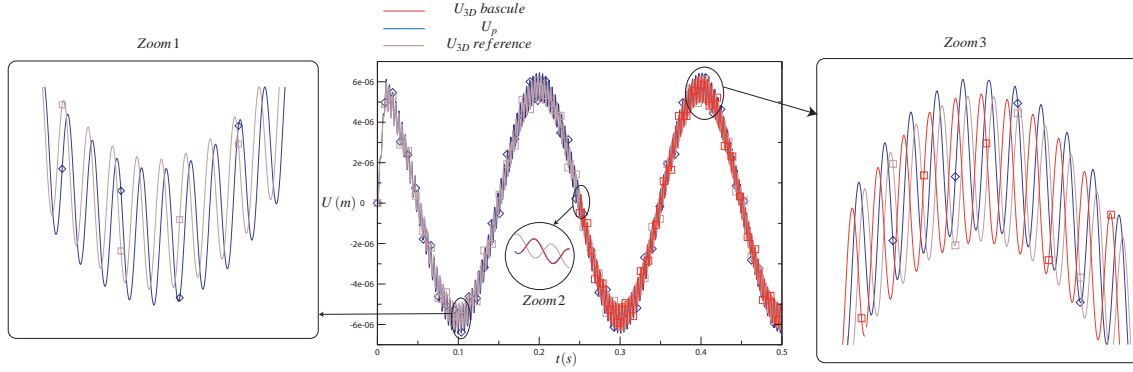 U3D bascule
Up
U3D reference
Zoom 1
Zoom 3
6e-06
4e-06
2e-06
U (m) 0
-2e-06
-4e-06
-6e-06
Zoom 2
0 0.1 0.2 0.3 0.4 0.5
t (s)